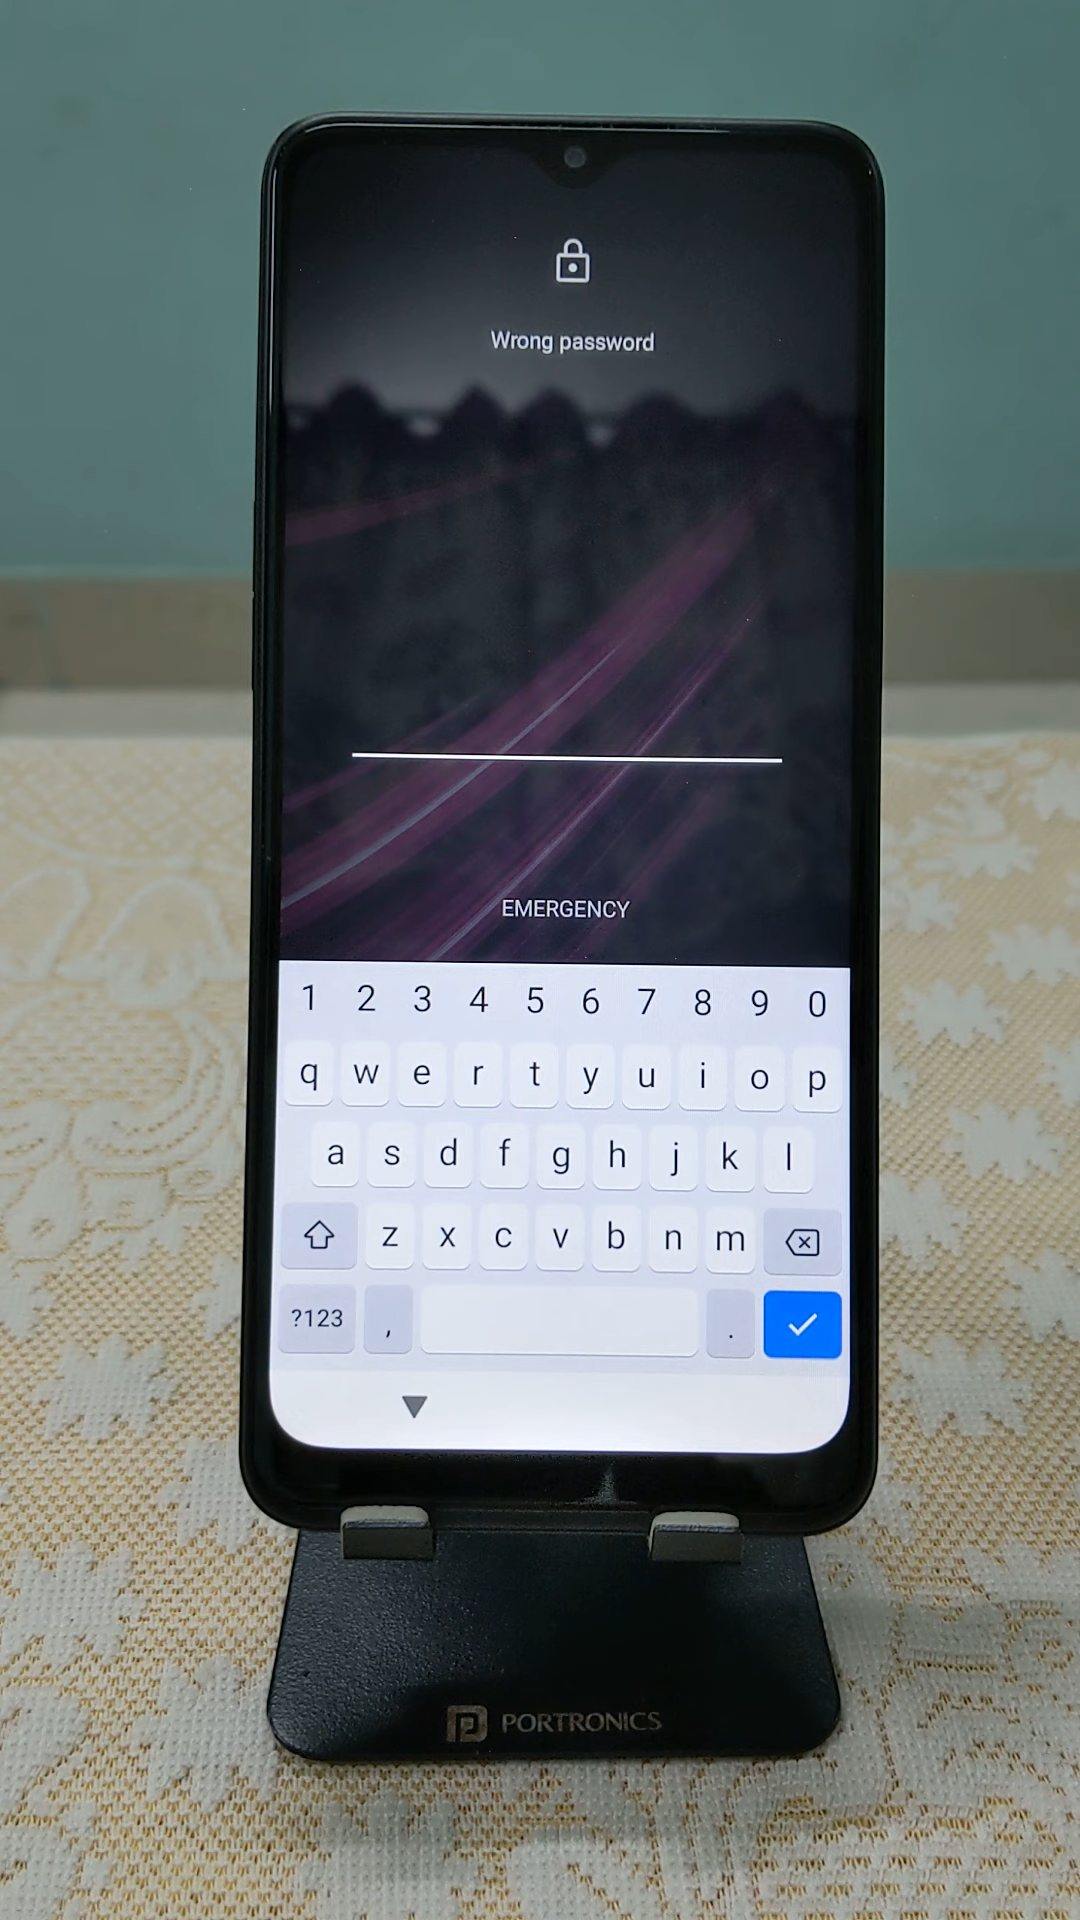 Wrong password
EMERGENCY
1 2 3 4 5 6 7 8 9 0
q w e r t y u i o p
a s d f g h j k l
z x c v b n m
?123 , .
PORTRONICS